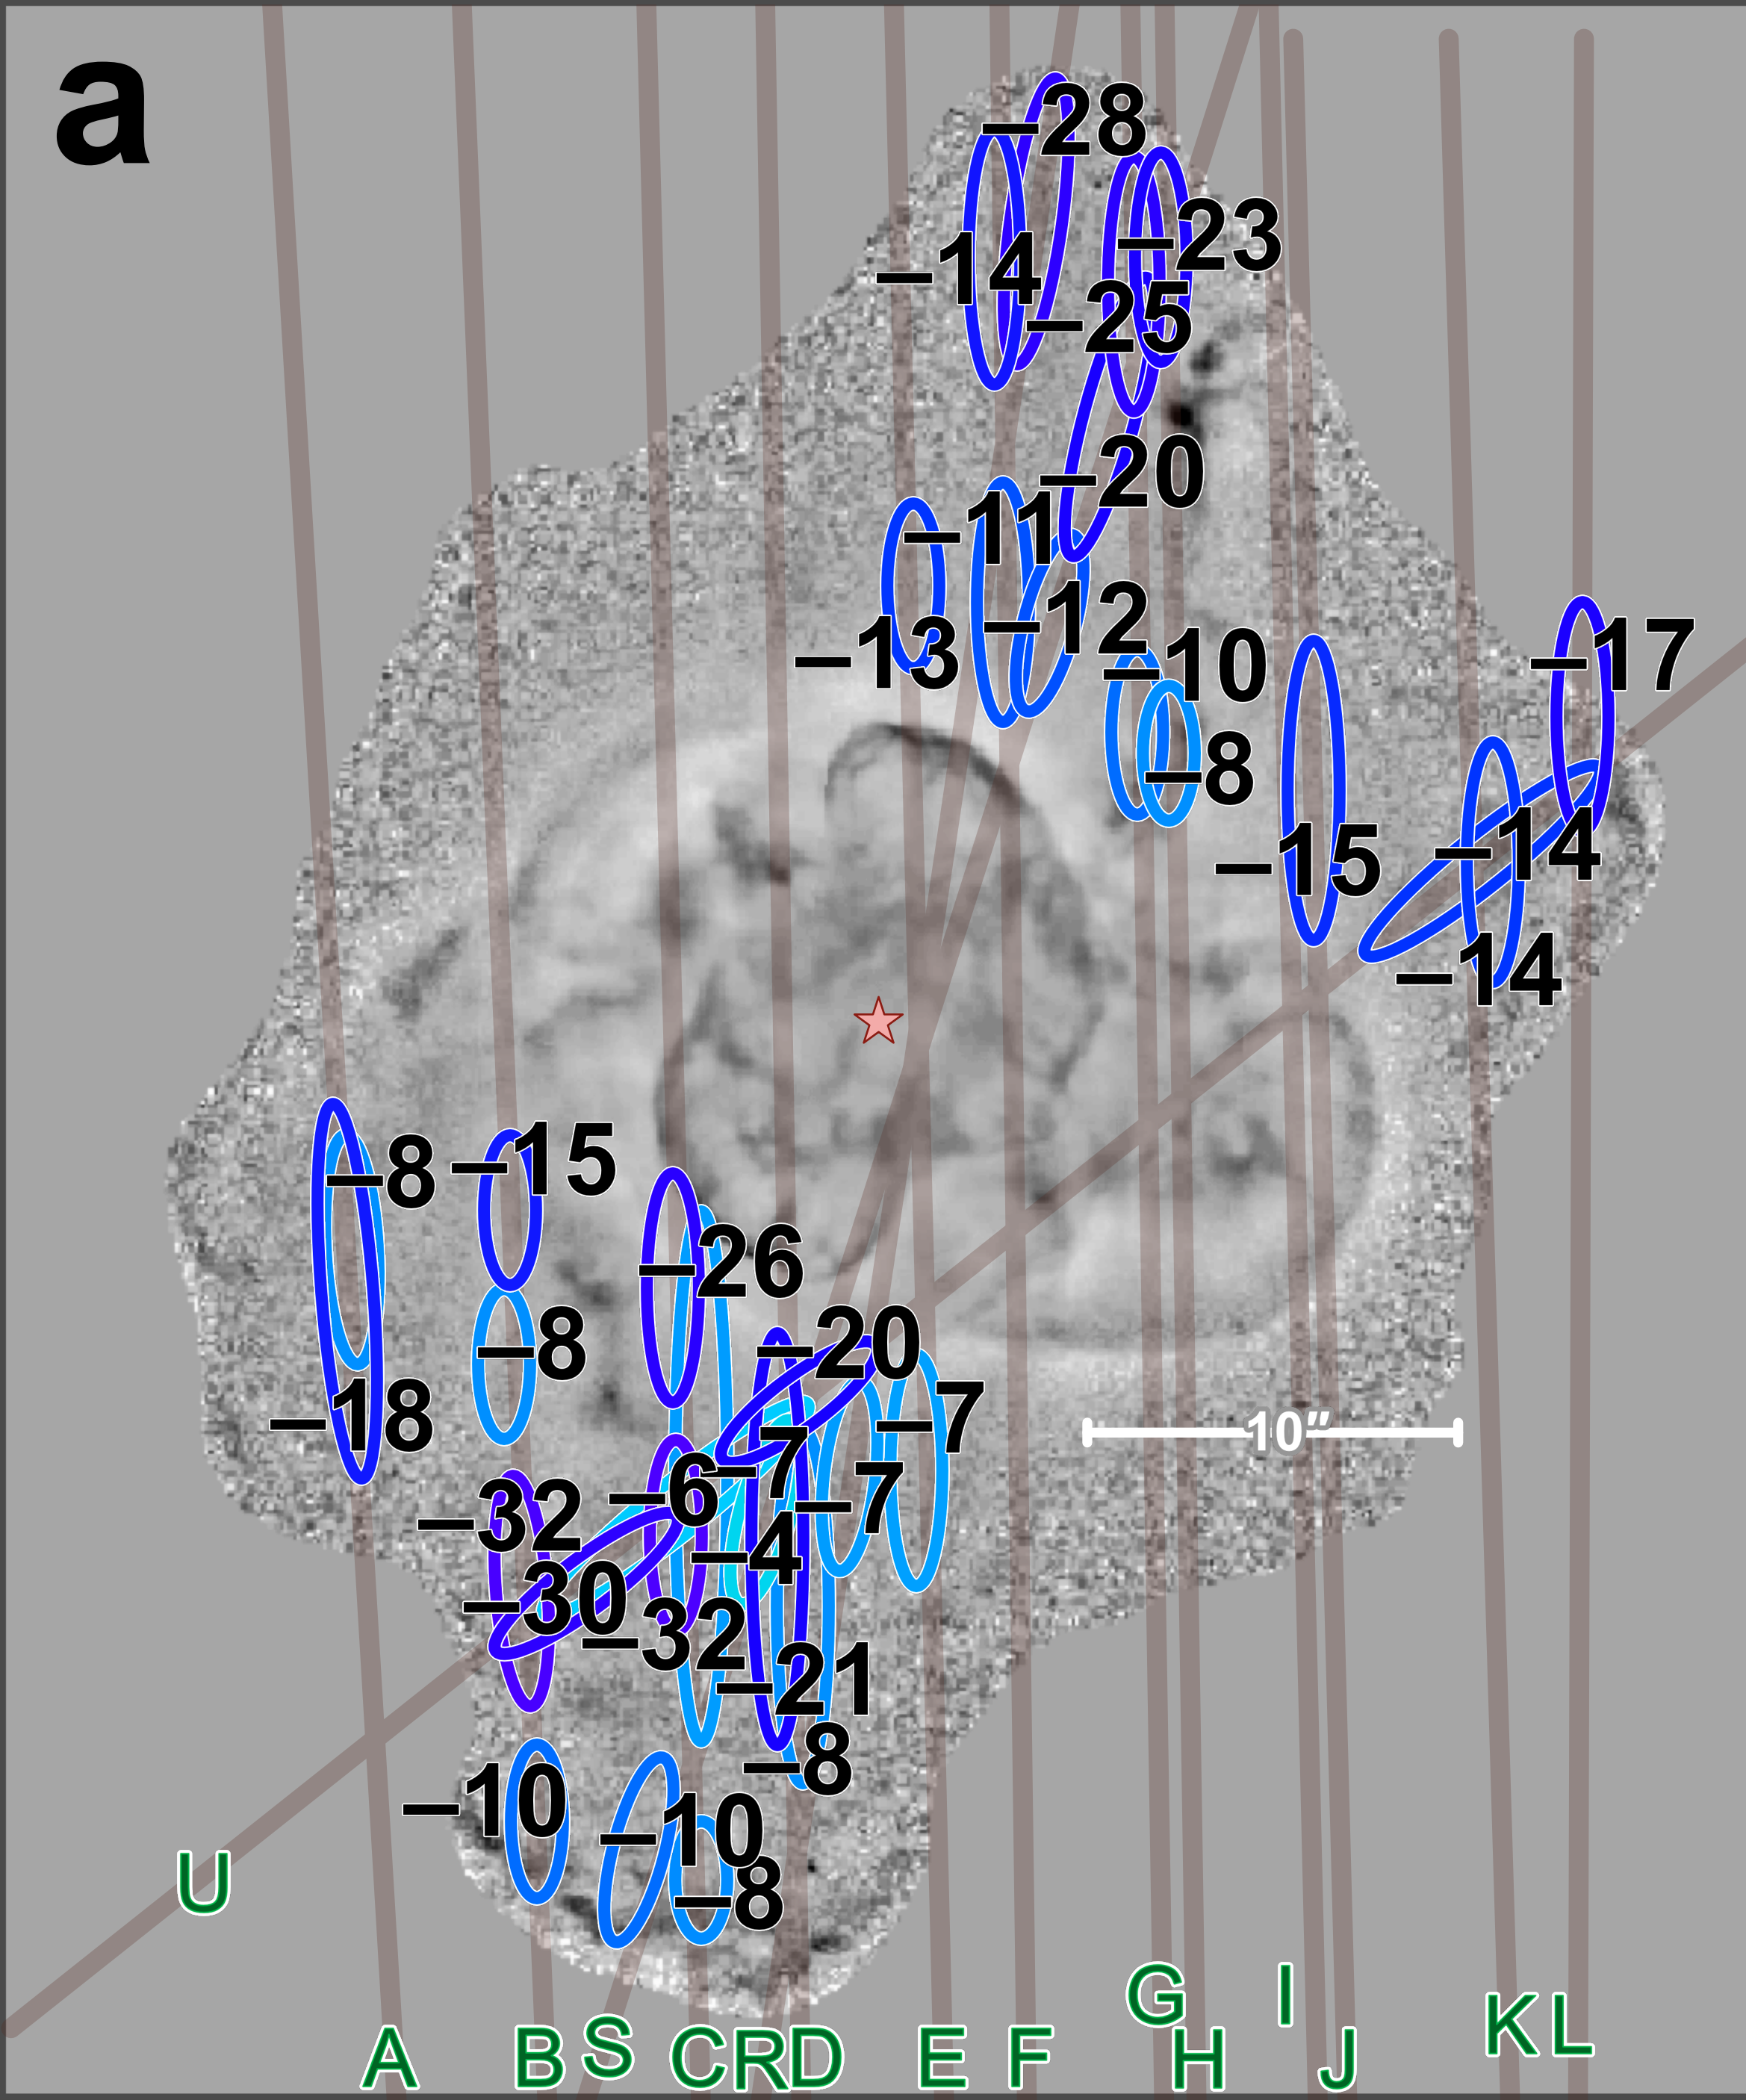 a
–28
–23
–14
–25
–20
–11
–12
–13
–10
–17
–8
–14
–15
–14
–8
–15
–26
–8
–20
–7
–18
–7
–6
–7
–32
–4
–30
–32
–21
–8
–10
–10
–8
10″
U
G
I
K
L
A
B
S
C
R
D
E
F
H
J